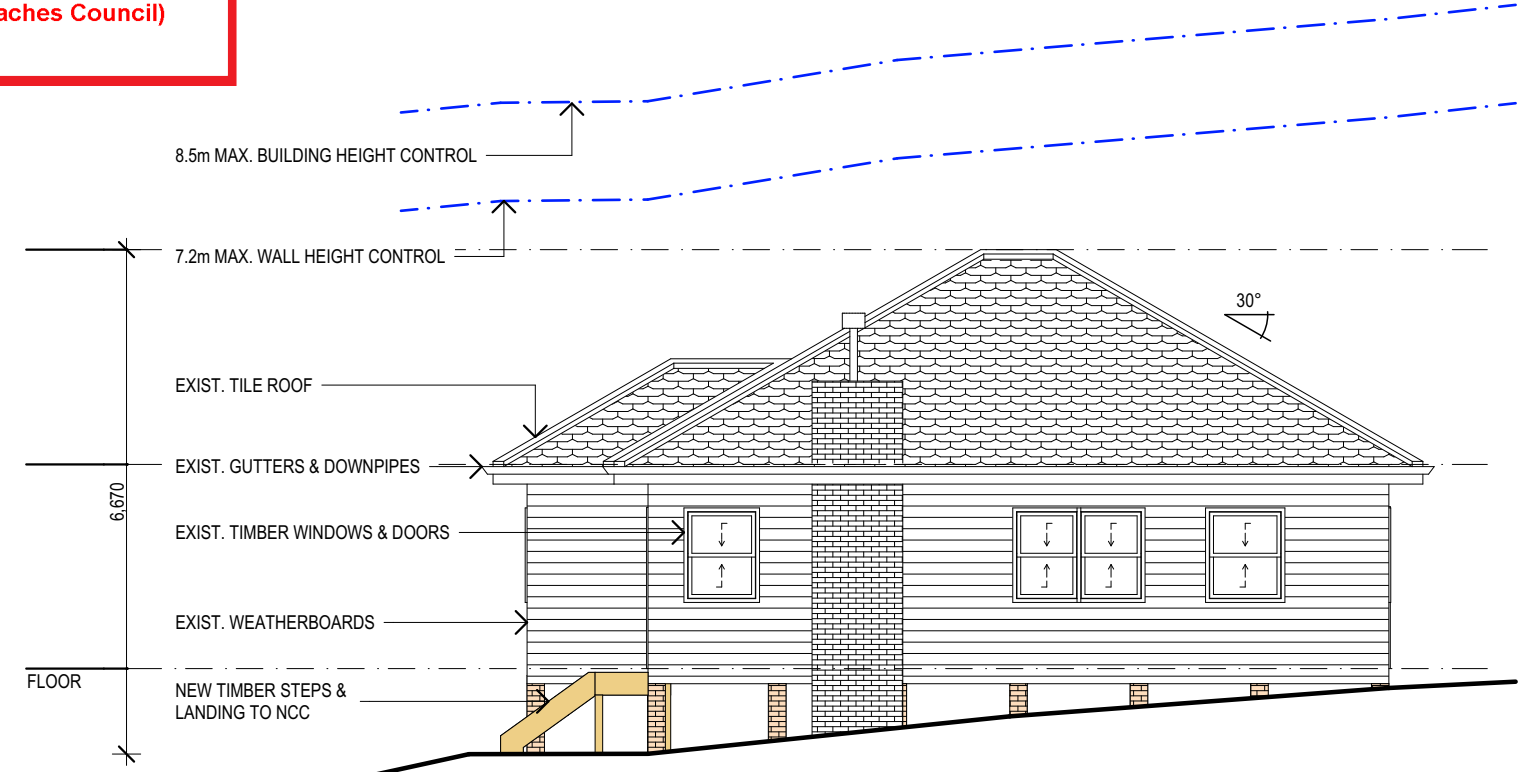 aches Council)
8.5m MAX. BUILDING HEIGHT CONTROL
7.2m MAX. WALL HEIGHT CONTROL
30°
EXIST. TILE ROOF
EXIST. GUTTERS & DOWNPIPES
6,670
EXIST. TIMBER WINDOWS & DOORS
EXIST. WEATHERBOARDS
FLOOR
NEW TIMBER STEPS &
LANDING TO NCC